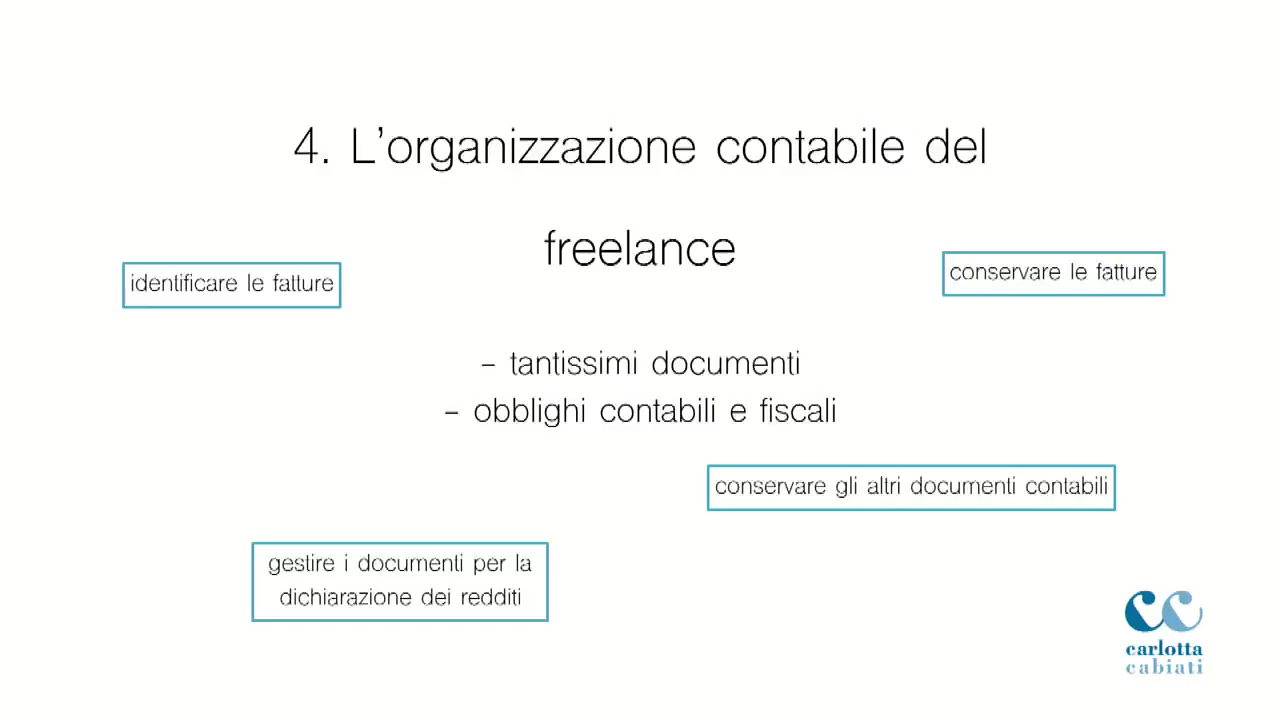 4. L'organizzazione contabile del
freelance
identificare le fatture
conservare le fatture
- tantissimi documenti
- obblighi contabili e fiscali
conservare gli altri documenti contabili
gestire i documenti per la
dichiarazione dei redditi
cc
carlotta
cabiati